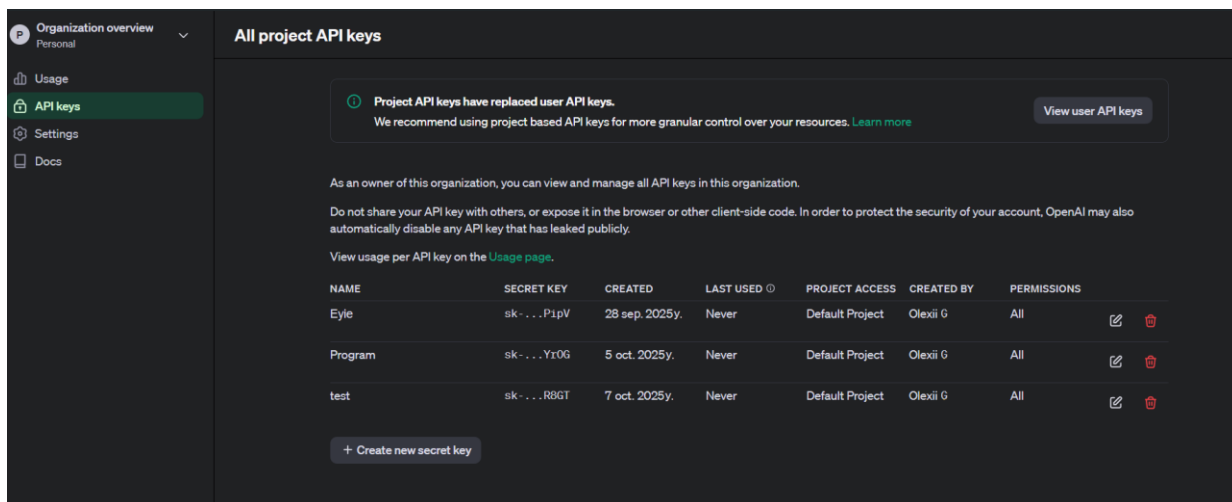 P
Organization overview
Personal
Usage
API keys
Settings
Docs
All project API keys
Project API keys have replaced user API keys.
We recommend using project based API keys for more granular control over your resources. Learn more
View user API keys
As an owner of this organization, you can view and manage all API keys in this organization.
Do not share your API key with others, or expose it in the browser or other client-side code. In order to protect the security of your account, OpenAI may also
automatically disable any API key that has leaked publicly.
View usage per API key on the Usage page.
NAME SECRET KEY CREATED LAST USED PROJECT ACCESS CREATED BY PERMISSIONS
Eyie sk-...PipV 28 sep. 2025y. Never Default Project Olexii G All
Program sk-...YrOG 5 oct. 2025y. Never Default Project Olexii G All
test sk-...R8GT 7 oct. 2025y. Never Default Project Olexii G All
+ Create new secret key